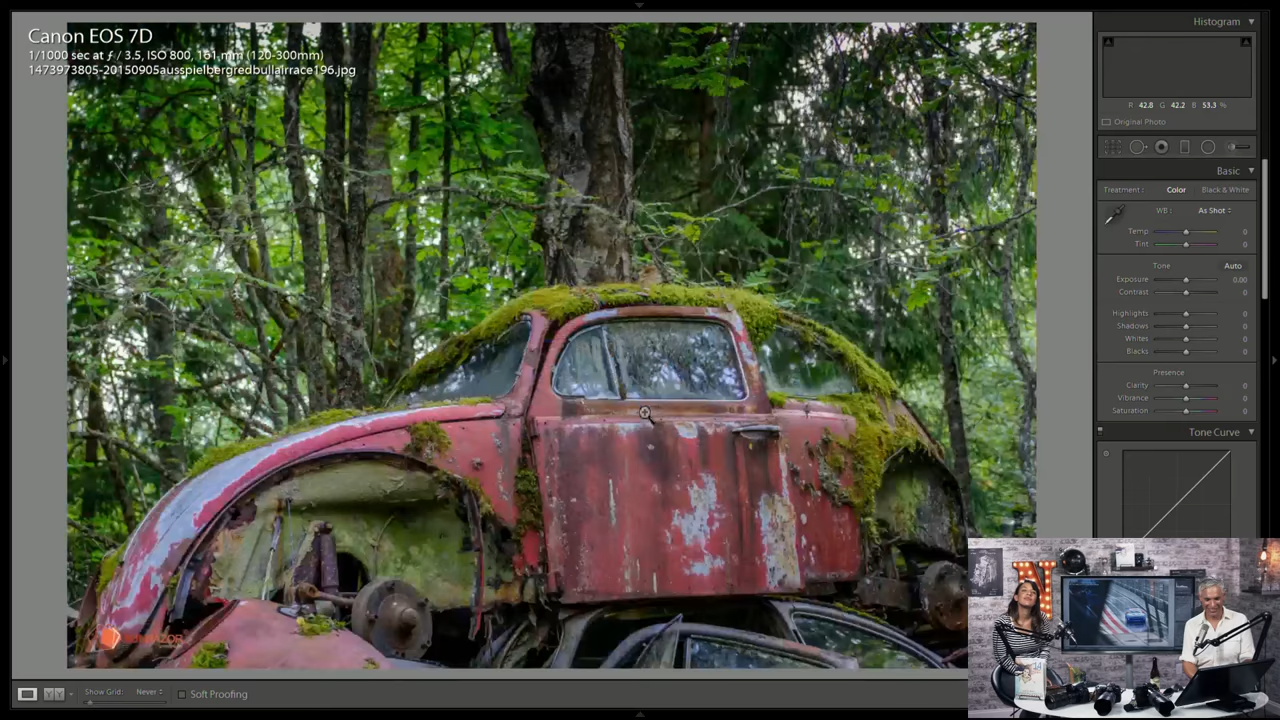 Canon EOS 7D
1/1000 sec at ƒ / 3.5, ISO 800, 161 mm (120-300mm)
1473973805-20150905ausspielbergredbullairrace196.jpg
Histogram
R 42.8 G 42.2 B 53.3 %
Original Photo
Basic
Treatment : Color Black & White
WB : As Shot
Temp 0
Tint 0
Tone Auto
Exposure 0.00
Contrast 0
Highlights 0
Shadows 0
Whites 0
Blacks 0
Presence
Clarity 0
Vibrance 0
Saturation 0
Tone Curve
N
Y Y
Show Grid: Never
Soft Proofing